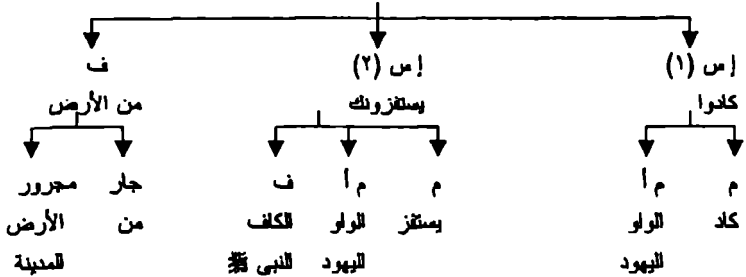 إ س (١) إ س (٢) ف
كادوا يستفزونك من الأرض
م م أ م م أ ف جار مجرور
كاد الواو يستفز الواو الكاف من الأرض
اليهود اليهود النبى ﷺ المدينة